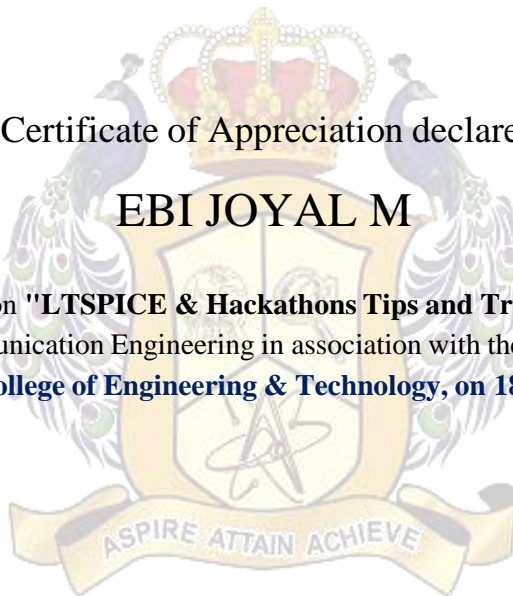 Certificate of Appreciation declare
EBI JOYAL M
on "LTSPICE & Hackathons Tips and Tr
unication Engineering in association with the
ollege of Engineering & Technology, on 18
ASPIRE ATTAIN ACHIEVE